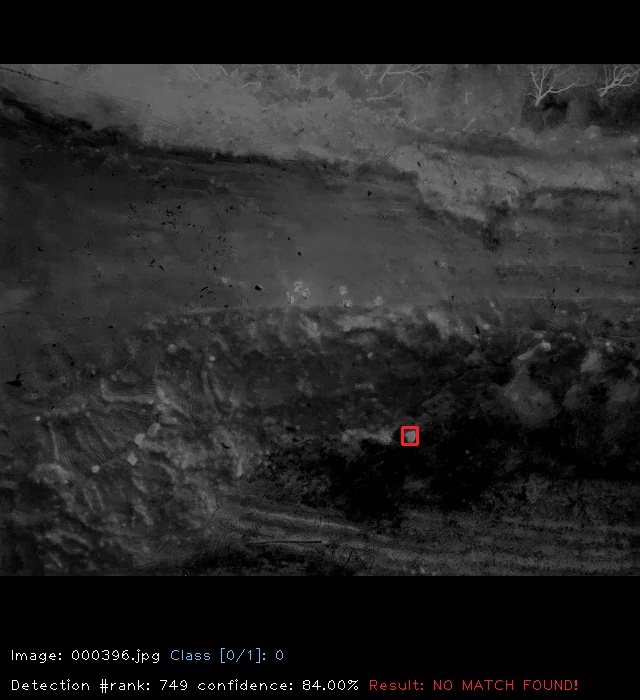 Image: 000396.jpg Class [0/1]: 0
Detection #rank: 749 confidence: 84.00% Result: NO MATCH FOUND!